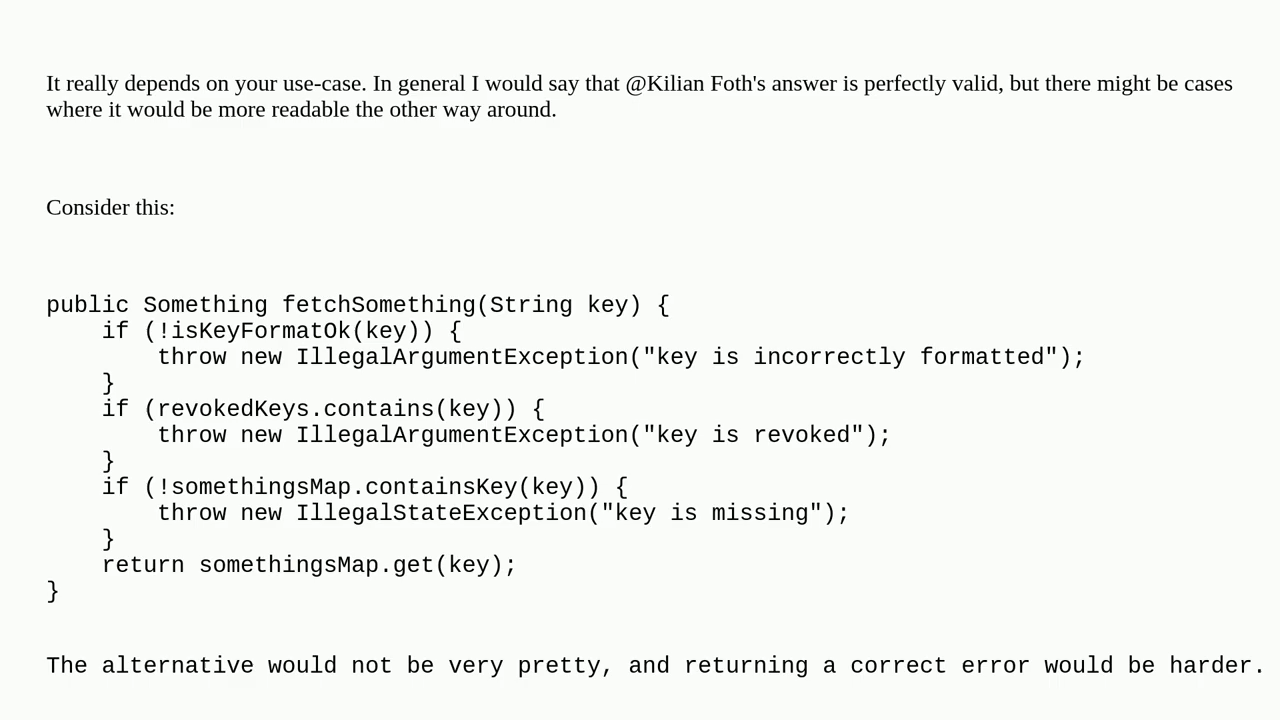 It really depends on your use-case. In general I would say that @Kilian Foth's answer is perfectly valid, but there might be cases
where it would be more readable the other way around.
Consider this:
public Something fetchSomething(String key) {
    if (!isKeyFormatOk(key)) {
        throw new IllegalArgumentException("key is incorrectly formatted");
    }
    if (revokedKeys.contains(key)) {
        throw new IllegalArgumentException("key is revoked");
    }
    if (!somethingsMap.containsKey(key)) {
        throw new IllegalStateException("key is missing");
    }
    return somethingsMap.get(key);
}
The alternative would not be very pretty, and returning a correct error would be harder.